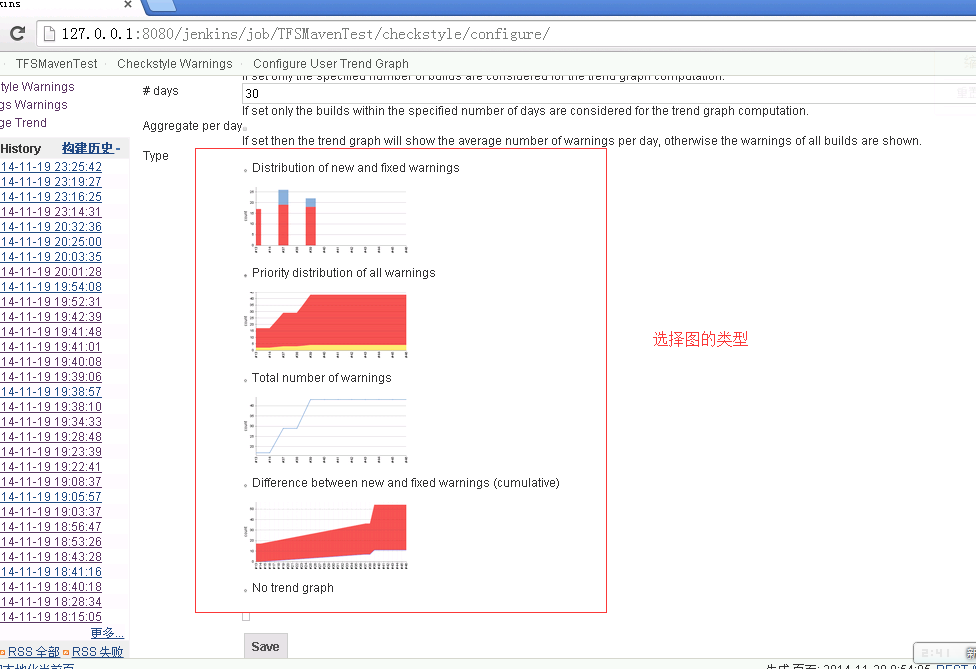 kins
127.0.0.1:8080/jenkins/job/TFSMavenTest/checkstyle/configure/
TFSMavenTest Checkstyle Warnings Configure User Trend Graph
If set only the specified number of builds are considered for the trend graph computation.
tyle Warnings
# days
30
gs Warnings
If set only the builds within the specified number of days are considered for the trend graph computation.
ge Trend
Aggregate per day
If set then the trend graph will show the average number of warnings per day, otherwise the warnings of all builds are shown.
History 构建历史 -
Type
14-11-19 23:25:42
14-11-19 23:19:27
14-11-19 23:16:25
14-11-19 23:14:31
14-11-19 20:32:36
14-11-19 20:25:00
14-11-19 20:03:35
14-11-19 20:01:28
14-11-19 19:54:08
14-11-19 19:52:31
14-11-19 19:42:39
14-11-19 19:41:48
14-11-19 19:41:01
14-11-19 19:40:08
14-11-19 19:39:06
14-11-19 19:38:57
14-11-19 19:38:10
14-11-19 19:34:33
14-11-19 19:28:48
14-11-19 19:23:39
14-11-19 19:22:41
14-11-19 19:08:37
14-11-19 19:05:57
14-11-19 19:03:37
14-11-19 18:56:47
14-11-19 18:53:26
14-11-19 18:43:28
14-11-19 18:41:16
14-11-19 18:40:18
14-11-19 18:28:34
14-11-19 18:15:05
更多...
RSS 全部 RSS 失败
Distribution of new and fixed warnings
count
Priority distribution of all warnings
count
Total number of warnings
count
Difference between new and fixed warnings (cumulative)
count
No trend graph
选择图的类型
Save
2:41